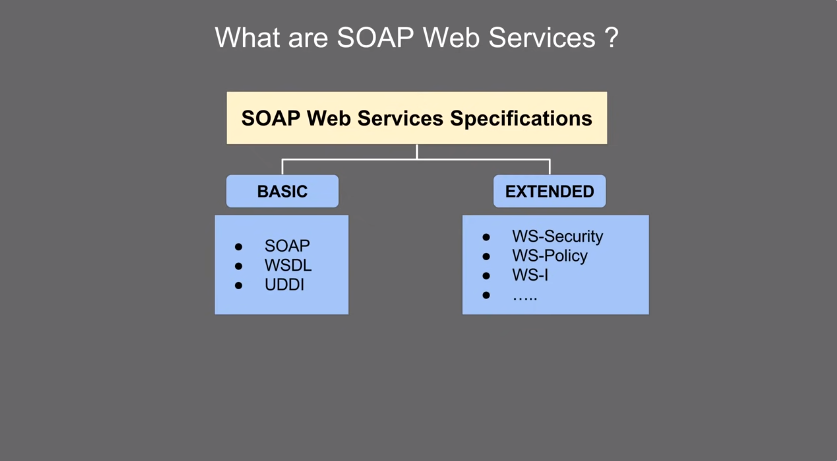 What are SOAP Web Services ?
SOAP Web Services Specifications
BASIC
● SOAP
● WSDL
● UDDI
EXTENDED
● WS-Security
● WS-Policy
● WS-I
● …..